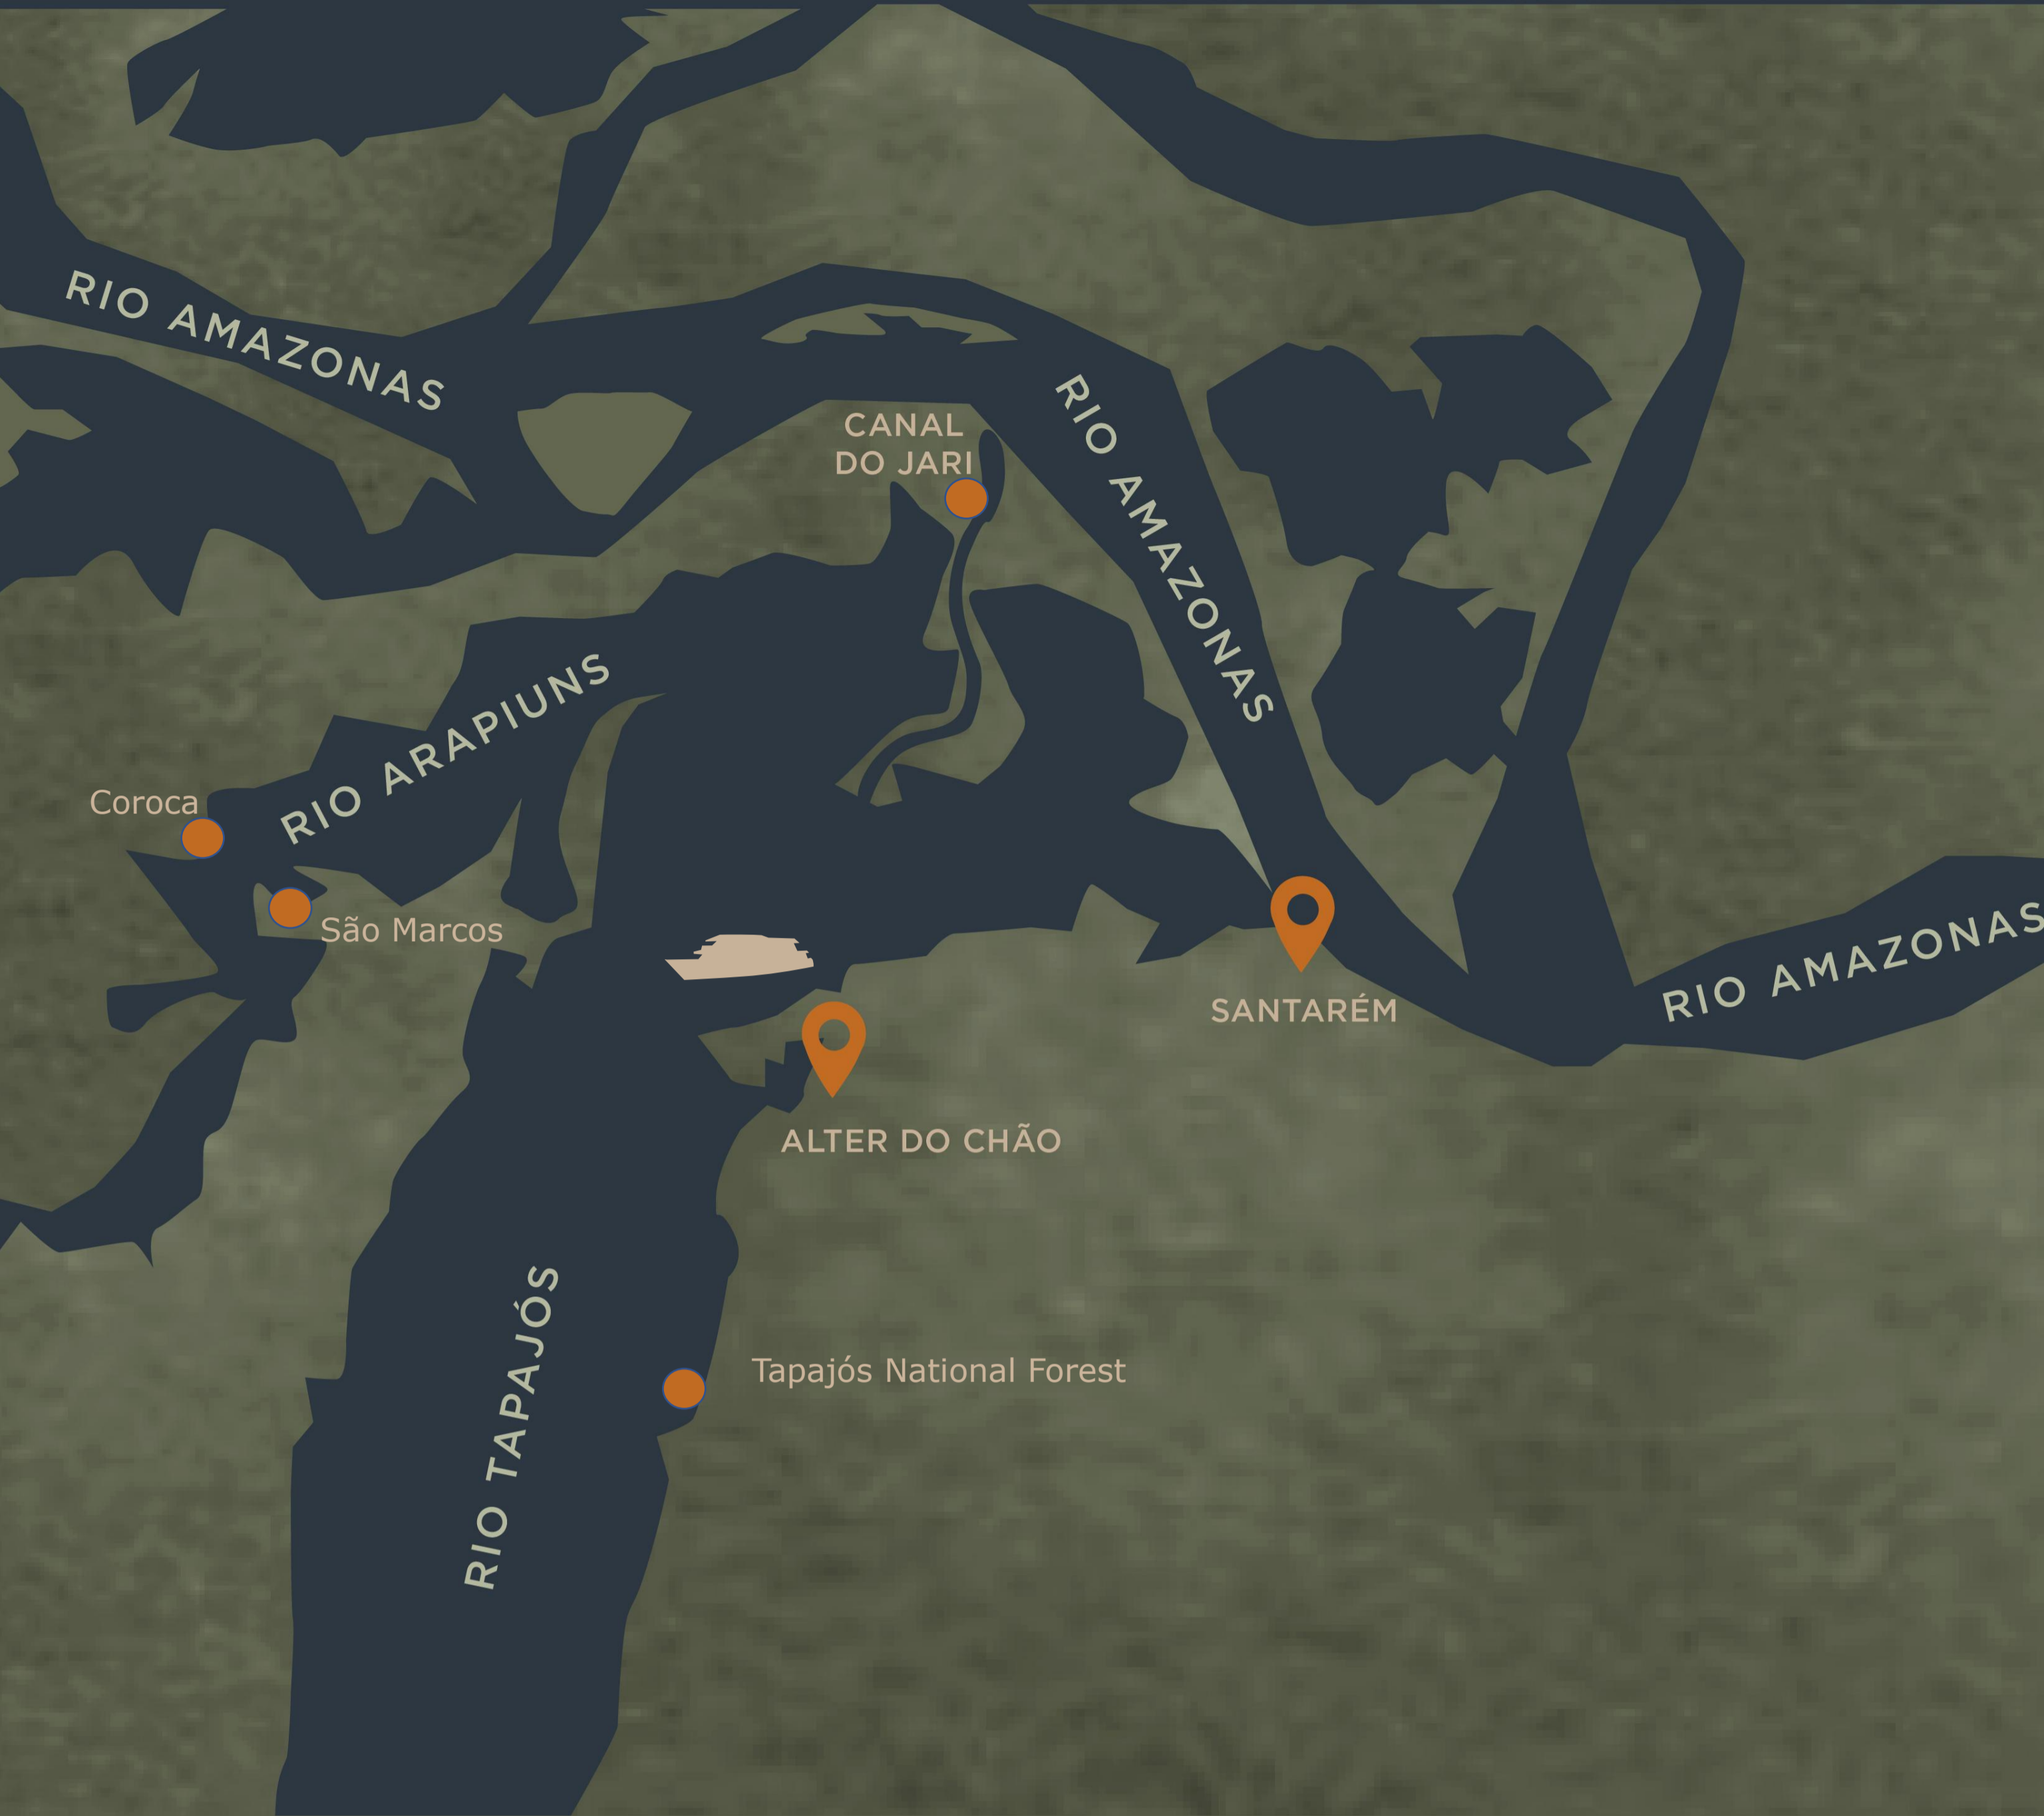 RIO AMAZONAS
CANAL
DO JARI
RIO AMAZONAS
RIO ARAPIUNS
Coroca
São Marcos
SANTARÉM
RIO AMAZONAS
ALTER DO CHÃO
RIO TAPAJÓS
Tapajós National Forest